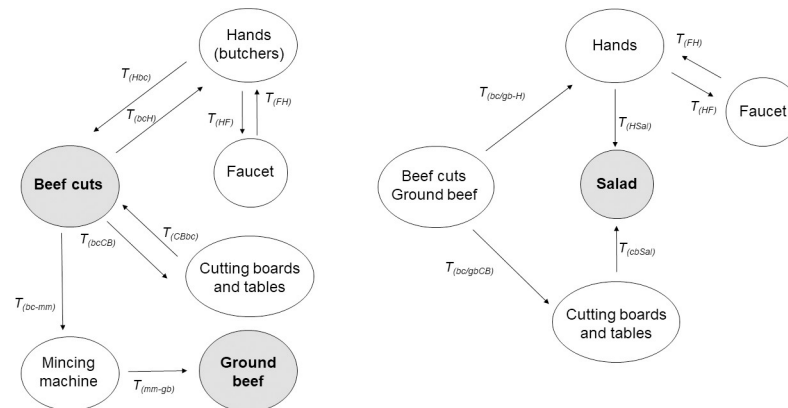 Hands
(butchers)
T(Hbc)
T(bcH)
T(HF)
T(FH)
Beef cuts
Faucet
T(CBbc)
T(bcCB)
Cutting boards
and tables
T(bc-mm)
Mincing
machine
T(mm-gb)
Ground
beef
Hands
T(FH)
T(HF)
Faucet
T(bc/gb-H)
T(HSal)
Beef cuts
Ground beef
Salad
T(bc/gbCB)
T(cbSal)
Cutting boards
and tables